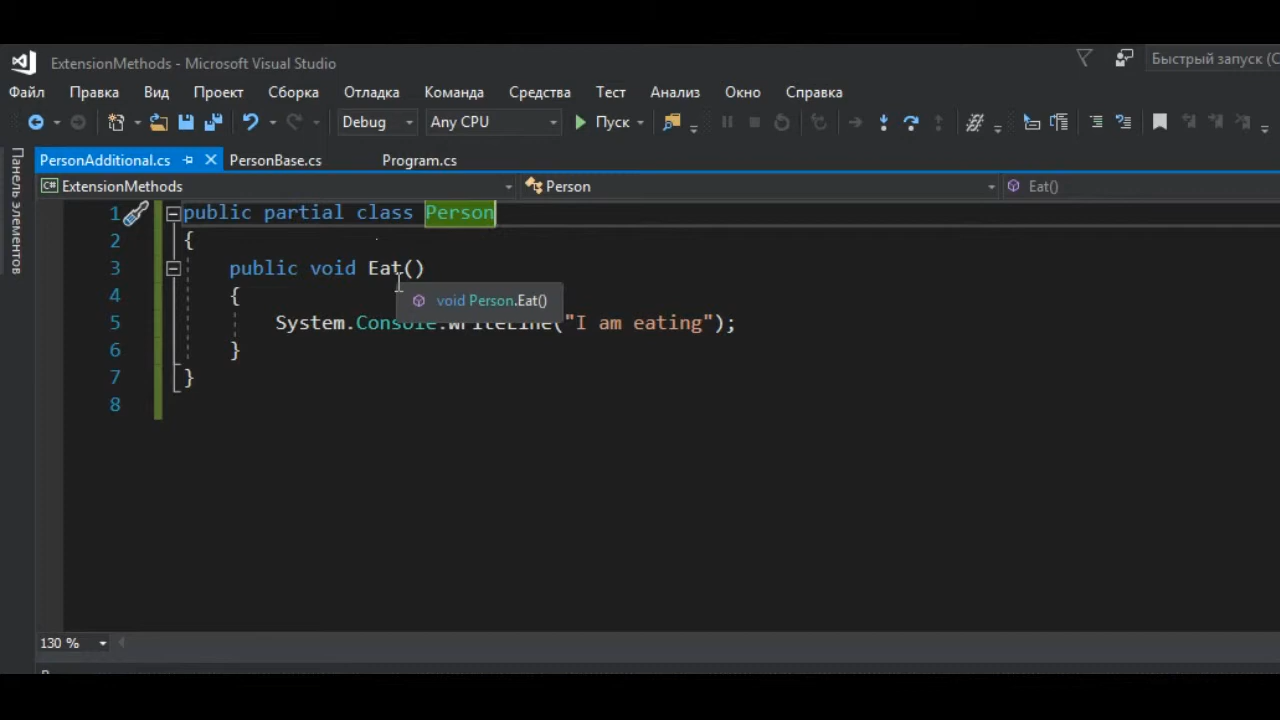 ExtensionMethods - Microsoft Visual Studio
Быстрый запуск (C
Файл Правка Вид Проект Сборка Отладка Команда Средства Тест Анализ Окно Справка
Debug Any CPU Пуск
Панель элементов
PersonAdditional.cs PersonBase.cs Program.cs
C# ExtensionMethods Person Eat()
1 public partial class Person
2 {
3 public void Eat()
4 {
void Person.Eat()
5 System.Console.WriteLine("I am eating");
6 }
7 }
8
130 %